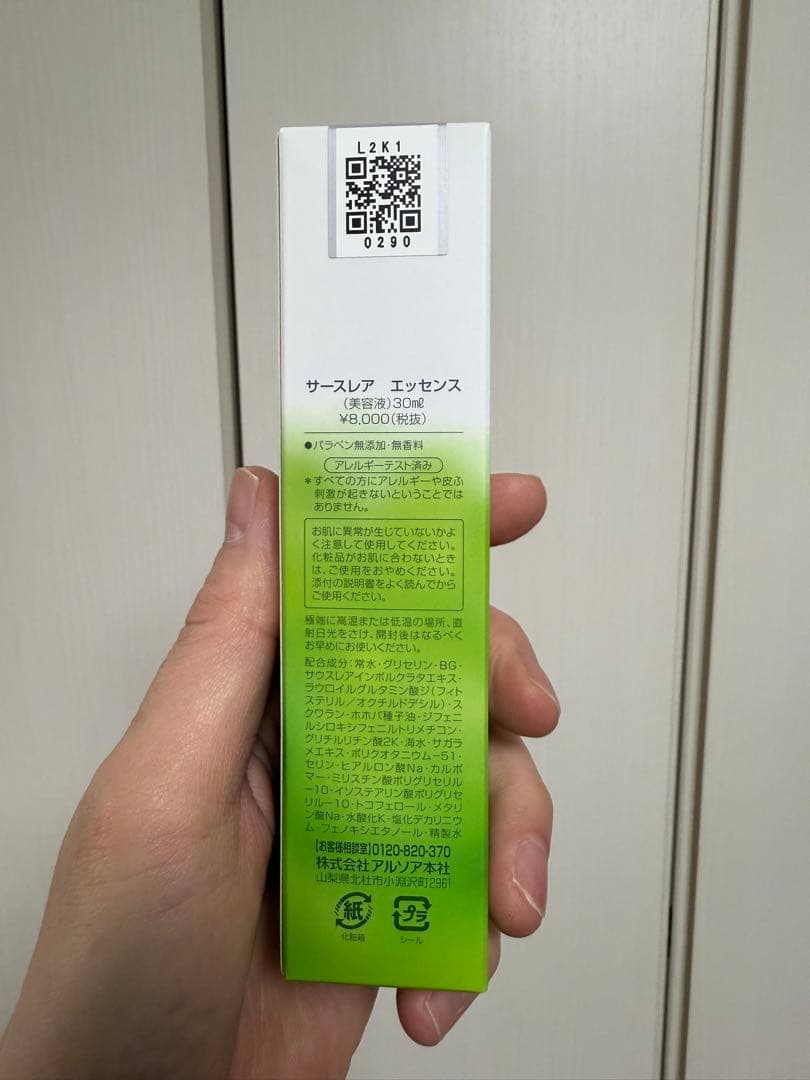 L2K1
0290
サースレア エッセンス
(美容液)30㎖
¥8,000(税抜)
●パラベン無添加・無香料
アレルギーテスト済み
*すべての方にアレルギーや皮ふ
刺激が起きないということでは
ありません。
お肌に異常が生じていないかよ
く注意して使用してください。
化粧品がお肌に合わないとき
は、ご使用をおやめください。
添付の説明書をよく読んでから
ご使用ください。
極端に高温または低温の場所、直
射日光をさけ、開封後はなるべく
お早めにお使いください。
配合成分:常水・グリセリン・BG・
サウスレアインボルクラタエキス・
ラウロイルグルタミン酸ジ(フィト
ステリル/オクチルドデシル)・ス
クワラン・ホホバ種子油・ジフェニ
ルシロキシフェニルトリメチコン・
グリチルリチン酸2K・海水・サガラ
メエキス・ポリクオタニウム-51・
セリン・ヒアルロン酸Na・カルボ
マー・ミリスチン酸ポリグリセリル
-10・イソステアリン酸ポリグリセ
リル-10・トコフェロール・メタリ
ン酸Na・水酸化K・塩化デカリニウ
ム・フェノキシエタノール・精製水
【お客様相談室】0120-820-370
株式会社アルソア本社
山梨県北杜市小淵沢町2961
紙
化粧箱
プラ
シール